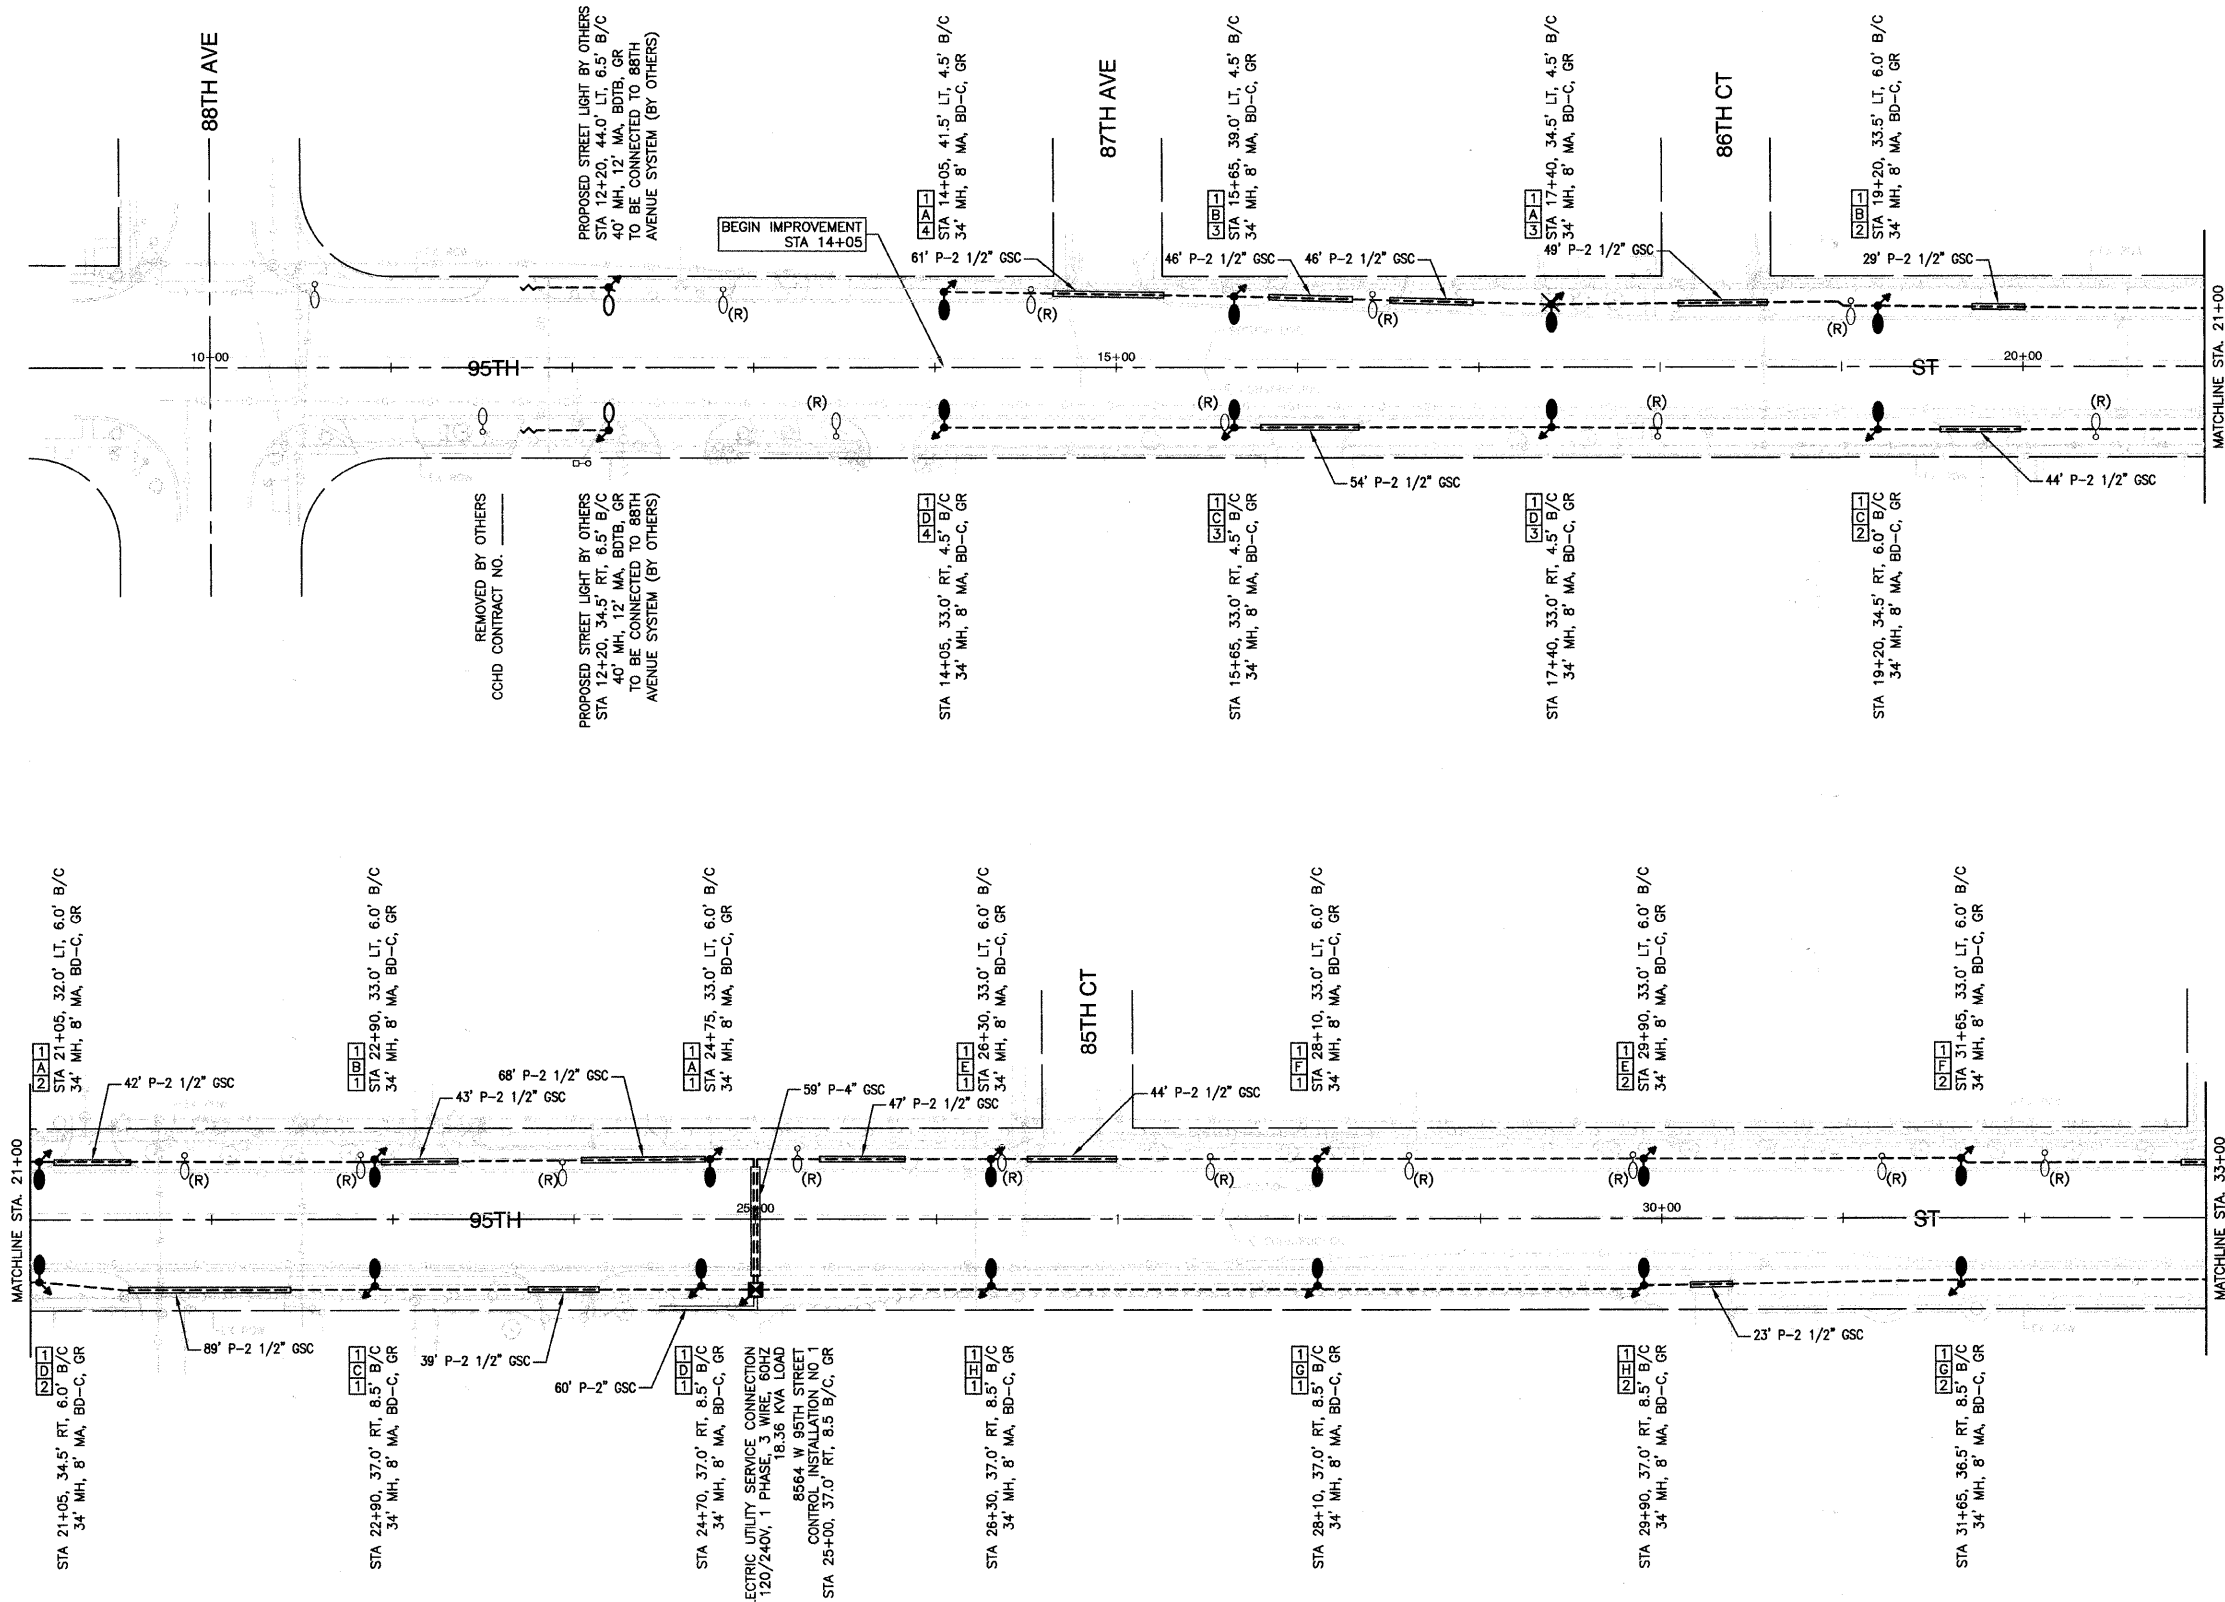 88TH AVE
PROPOSED STREET LIGHT BY OTHERS
STA 12+20, 44.0' LT, 6.5' B/C
40' MH, 12' MA, BDTB, GR
TO BE CONNECTED TO 88TH
AVENUE SYSTEM (BY OTHERS)
BEGIN IMPROVEMENT
STA 14+05
1
A
4
STA 14+05, 41.5' LT, 4.5' B/C
34' MH, 8' MA, BD-C, GR
87TH AVE
1
B
3
STA 15+65, 39.0' LT, 4.5' B/C
34' MH, 8' MA, BD-C, GR
1
A
3
STA 17+40, 34.5' LT, 4.5' B/C
34' MH, 8' MA, BD-C, GR
86TH CT
1
B
2
STA 19+20, 33.5' LT, 6.0' B/C
34' MH, 8' MA, BD-C, GR
61' P-2 1/2" GSC
46' P-2 1/2" GSC
46' P-2 1/2" GSC
49' P-2 1/2" GSC
29' P-2 1/2" GSC
(R)
(R)
(R)
(R)
10+00
95TH
15+00
ST
20+00
MATCHLINE STA. 21+00
(R)
(R)
(R)
(R)
54' P-2 1/2" GSC
44' P-2 1/2" GSC
REMOVED BY OTHERS
CCHD CONTRACT NO.
PROPOSED STREET LIGHT BY OTHERS
STA 12+20, 34.5' RT, 6.5' B/C
40' MH, 12' MA, BDTB, GR
TO BE CONNECTED TO 88TH
AVENUE SYSTEM (BY OTHERS)
1
D
4
STA 14+05, 33.0' RT, 4.5' B/C
34' MH, 8' MA, BD-C, GR
1
C
3
STA 15+65, 33.0' RT, 4.5' B/C
34' MH, 8' MA, BD-C, GR
1
D
3
STA 17+40, 33.0' RT, 4.5' B/C
34' MH, 8' MA, BD-C, GR
1
C
2
STA 19+20, 34.5' RT, 6.0' B/C
34' MH, 8' MA, BD-C, GR
MATCHLINE STA. 21+00
1
A
2
STA 21+05, 32.0' LT, 6.0' B/C
34' MH, 8' MA, BD-C, GR
1
B
1
STA 22+90, 33.0' LT, 6.0' B/C
34' MH, 8' MA, BD-C, GR
1
A
1
STA 24+75, 33.0' LT, 6.0' B/C
34' MH, 8' MA, BD-C, GR
1
E
1
STA 26+30, 33.0' LT, 6.0' B/C
34' MH, 8' MA, BD-C, GR
85TH CT
1
F
1
STA 28+10, 33.0' LT, 6.0' B/C
34' MH, 8' MA, BD-C, GR
1
E
2
STA 29+90, 33.0' LT, 6.0' B/C
34' MH, 8' MA, BD-C, GR
1
F
2
STA 31+65, 33.0' LT, 6.0' B/C
34' MH, 8' MA, BD-C, GR
42' P-2 1/2" GSC
43' P-2 1/2" GSC
68' P-2 1/2" GSC
59' P-4" GSC
47' P-2 1/2" GSC
44' P-2 1/2" GSC
(R)
(R)
(R)
(R)
(R)
(R)
(R)
(R)
(R)
(R)
95TH
25+00
30+00
ST
MATCHLINE STA. 33+00
89' P-2 1/2" GSC
39' P-2 1/2" GSC
60' P-2" GSC
23' P-2 1/2" GSC
1
D
2
STA 21+05, 34.5' RT, 6.0' B/C
34' MH, 8' MA, BD-C, GR
1
C
1
STA 22+90, 37.0' RT, 8.5' B/C
34' MH, 8' MA, BD-C, GR
1
D
1
STA 24+70, 37.0' RT, 8.5' B/C
34' MH, 8' MA, BD-C, GR
LECTRIC UTILITY SERVICE CONNECTION
120/240V, 1 PHASE, 3 WIRE, 60HZ
18.36 KVA LOAD
8564 W 95TH STREET
CONTROL INSTALLATION NO 1
STA 25+00, 37.0' RT, 8.5 B/C, GR
1
H
1
STA 26+30, 37.0' RT, 8.5' B/C
34' MH, 8' MA, BD-C, GR
1
G
1
STA 28+10, 37.0' RT, 8.5' B/C
34' MH, 8' MA, BD-C, GR
1
H
2
STA 29+90, 37.0' RT, 8.5' B/C
34' MH, 8' MA, BD-C, GR
1
G
2
STA 31+65, 36.5' RT, 8.5' B/C
34' MH, 8' MA, BD-C, GR